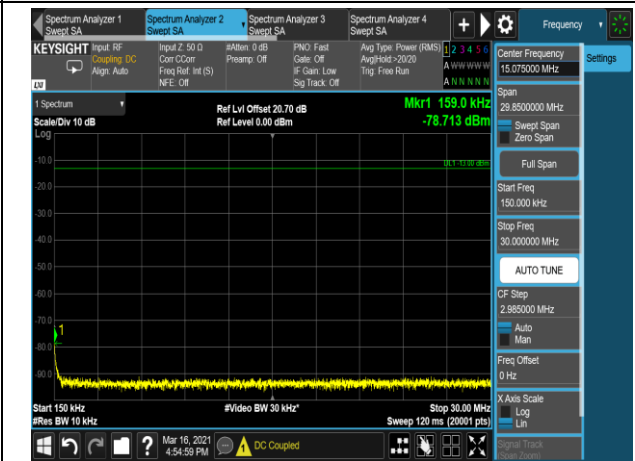 Spectrum Analyzer 1
Swept SA
Spectrum Analyzer 2
Swept SA
Spectrum Analyzer 3
Swept SA
Spectrum Analyzer 4
Swept SA
+
Frequency
KEYSIGHT
Input: RF
Coupling: DC
Align: Auto
Input Z: 50 Ω
Corr CCorr
Freq Ref: Int (S)
NFE: Off
#Atten: 0 dB
Preamp: Off
PNO: Fast
Gate: Off
IF Gain: Low
Sig Track: Off
Avg Type: Power (RMS)
Avg|Hold:>20/20
Trig: Free Run
1 2 3 4 5 6
A W W W W W
A N N N N N
LXI
1 Spectrum
Scale/Div 10 dB
Log
Ref Lvl Offset 20.70 dB
Ref Level 0.00 dBm
Mkr1 159.0 kHz
-78.713 dBm
DL1 -13.00 dBm
-10.0
-20.0
-30.0
-40.0
-50.0
-60.0
-70.0
-80.0
-90.0
1
Start 150 kHz
#Res BW 10 kHz
#Video BW 30 kHz*
Stop 30.00 MHz
Sweep 120 ms (20001 pts)
Center Frequency
15.075000 MHz
Settings
Span
29.8500000 MHz
Swept Span
Zero Span
Full Span
Start Freq
150.000 kHz
Stop Freq
30.000000 MHz
AUTO TUNE
CF Step
2.985000 MHz
Auto
Man
Freq Offset
0 Hz
X Axis Scale
Log
Lin
Signal Track
(Span Zoom)
?
Mar 16, 2021
4:54:59 PM
DC Coupled